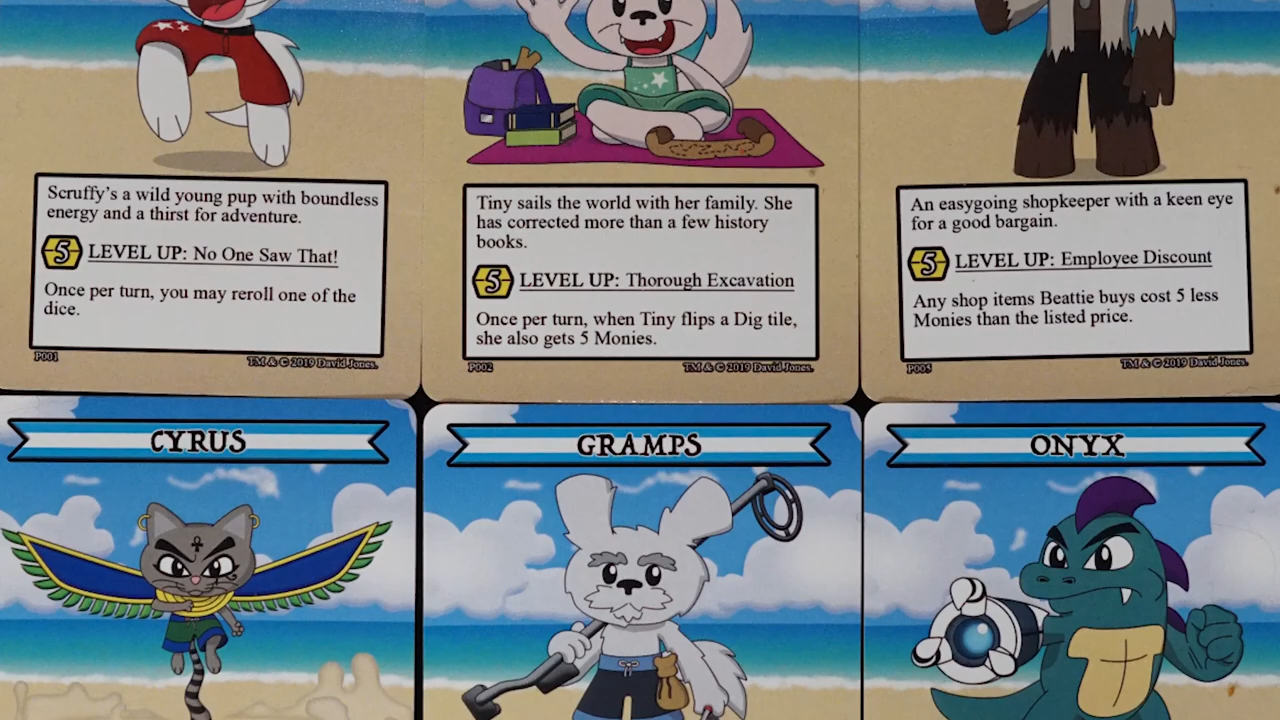 Scruffy's a wild young pup with boundless
energy and a thirst for adventure.
5 LEVEL UP: No One Saw That!
Once per turn, you may reroll one of the
dice.
P001 TM & © 2019 David Jones.
Tiny sails the world with her family. She
has corrected more than a few history
books.
5 LEVEL UP: Thorough Excavation
Once per turn, when Tiny flips a Dig tile,
she also gets 5 Monies.
P002 TM & © 2019 David Jones.
An easygoing shopkeeper with a keen eye
for a good bargain.
5 LEVEL UP: Employee Discount
Any shop items Beattie buys cost 5 less
Monies than the listed price.
P005 TM & © 2019 David Jones.
CYRUS
GRAMPS
ONYX